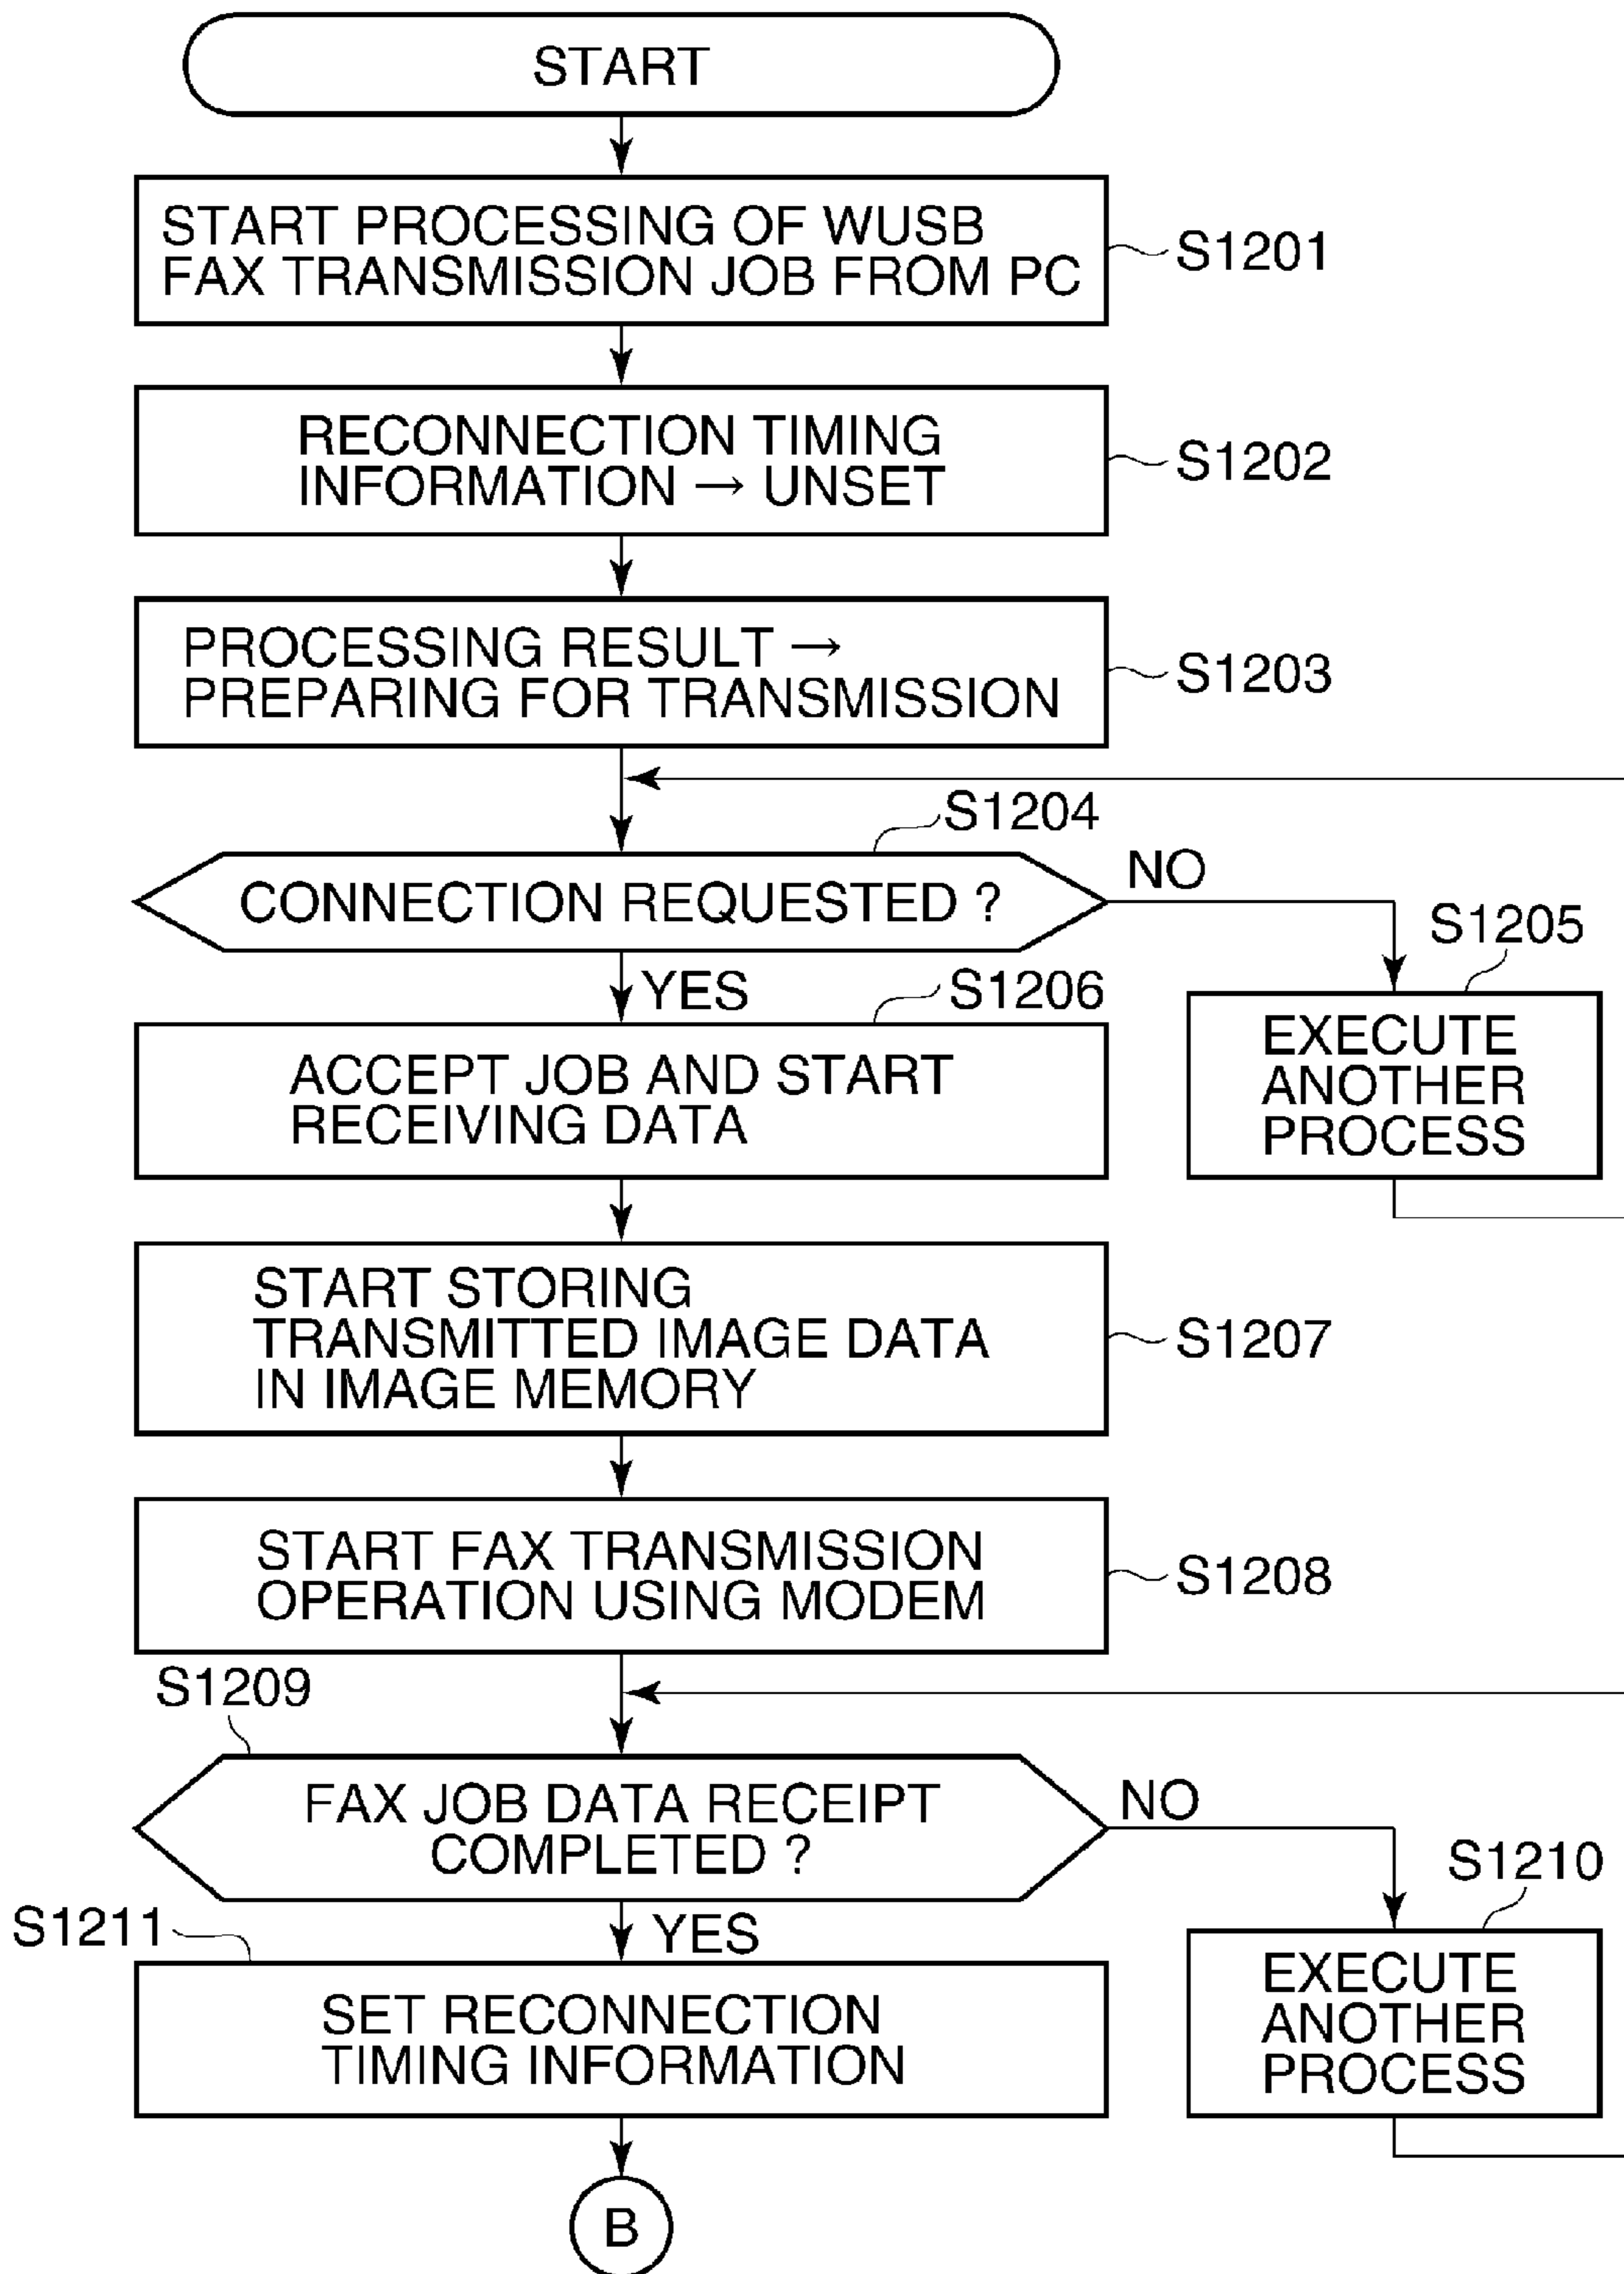 START
START PROCESSING OF WUSB
FAX TRANSMISSION JOB FROM PC
S1201
RECONNECTION TIMING
INFORMATION → UNSET
S1202
PROCESSING RESULT →
PREPARING FOR TRANSMISSION
S1203
S1204
CONNECTION REQUESTED ?
NO
S1205
EXECUTE
ANOTHER
PROCESS
YES
S1206
ACCEPT JOB AND START
RECEIVING DATA
START STORING
TRANSMITTED IMAGE DATA
IN IMAGE MEMORY
S1207
START FAX TRANSMISSION
OPERATION USING MODEM
S1208
S1209
FAX JOB DATA RECEIPT
COMPLETED ?
NO
S1210
EXECUTE
ANOTHER
PROCESS
YES
S1211
SET RECONNECTION
TIMING INFORMATION
B